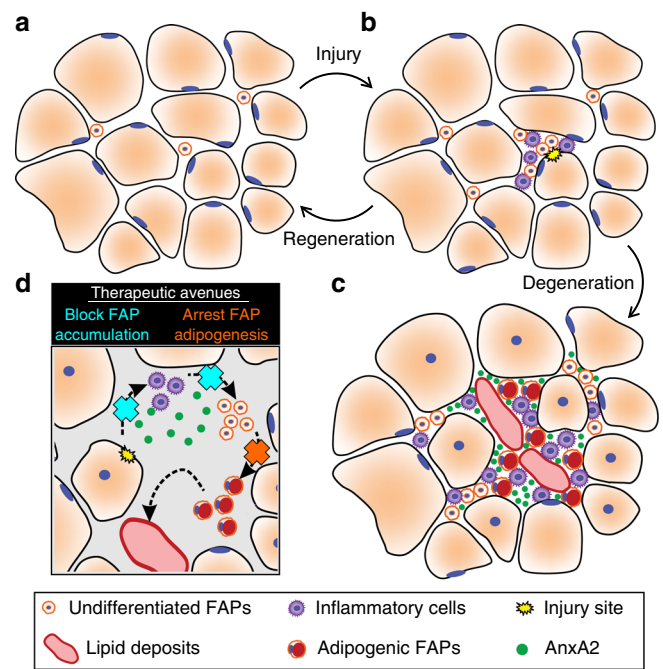 a
Injury
b
Regeneration
Degeneration
d
Therapeutic avenues
Block FAP
accumulation
Arrest FAP
adipogenesis
c
Undifferentiated FAPs
Inflammatory cells
Injury site
Lipid deposits
Adipogenic FAPs
AnxA2